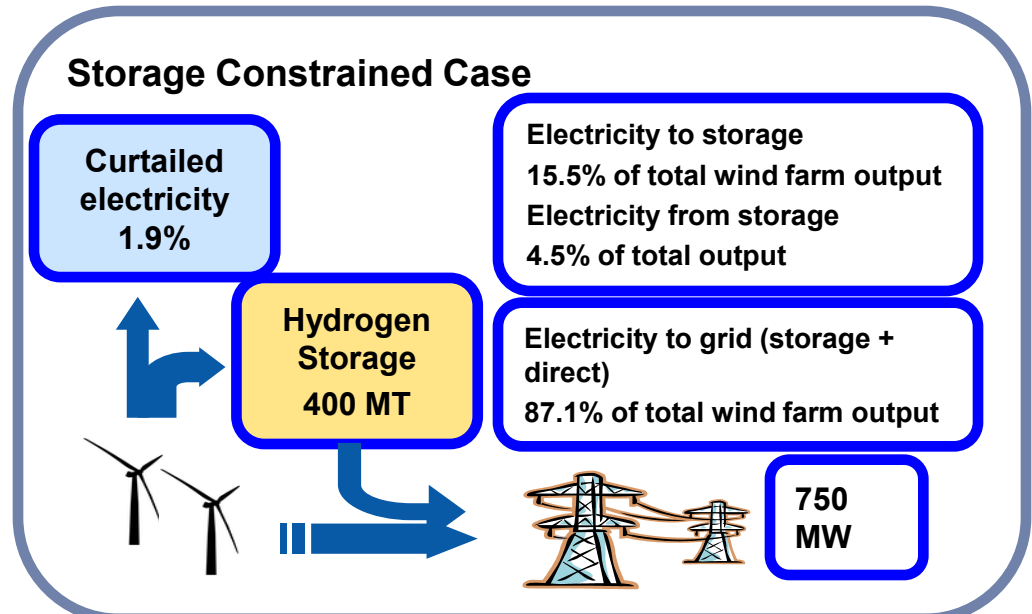 Storage Constrained Case
Curtailed
electricity
1.9%
Electricity to storage
15.5% of total wind farm output
Electricity from storage
4.5% of total output
Hydrogen
Storage
400 MT
Electricity to grid (storage +
direct)
87.1% of total wind farm output
750
MW